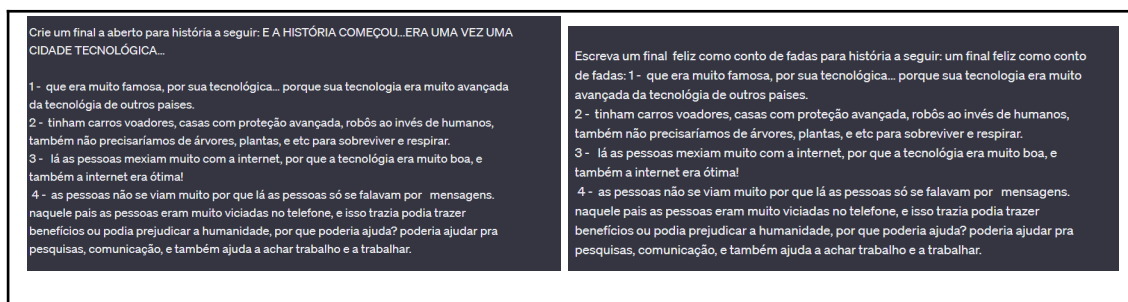 Crie um final a aberto para história a seguir: E A HISTÓRIA COMEÇOU...ERA UMA VEZ UMA
CIDADE TECNOLÓGICA...
1 - que era muito famosa, por sua tecnológica... porque sua tecnologia era muito avançada
da tecnológia de outros paises.
2 - tinham carros voadores, casas com proteção avançada, robôs ao invés de humanos,
também não precisaríamos de árvores, plantas, e etc para sobreviver e respirar.
3 - lá as pessoas mexiam muito com a internet, por que a tecnológia era muito boa, e
também a internet era ótima!
4 - as pessoas não se viam muito por que lá as pessoas só se falavam por mensagens.
naquele pais as pessoas eram muito viciadas no telefone, e isso trazia podia trazer
benefícios ou podia prejudicar a humanidade, por que poderia ajuda? poderia ajudar pra
pesquisas, comunicação, e também ajuda a achar trabalho e a trabalhar.
Escreva um final feliz como conto de fadas para história a seguir: um final feliz como conto
de fadas: 1 - que era muito famosa, por sua tecnológica... porque sua tecnologia era muito
avançada da tecnológia de outros paises.
2 - tinham carros voadores, casas com proteção avançada, robôs ao invés de humanos,
também não precisaríamos de árvores, plantas, e etc para sobreviver e respirar.
3 - lá as pessoas mexiam muito com a internet, por que a tecnológia era muito boa, e
também a internet era ótima!
4 - as pessoas não se viam muito por que lá as pessoas só se falavam por mensagens.
naquele pais as pessoas eram muito viciadas no telefone, e isso trazia podia trazer
benefícios ou podia prejudicar a humanidade, por que poderia ajuda? poderia ajudar pra
pesquisas, comunicação, e também ajuda a achar trabalho e a trabalhar.